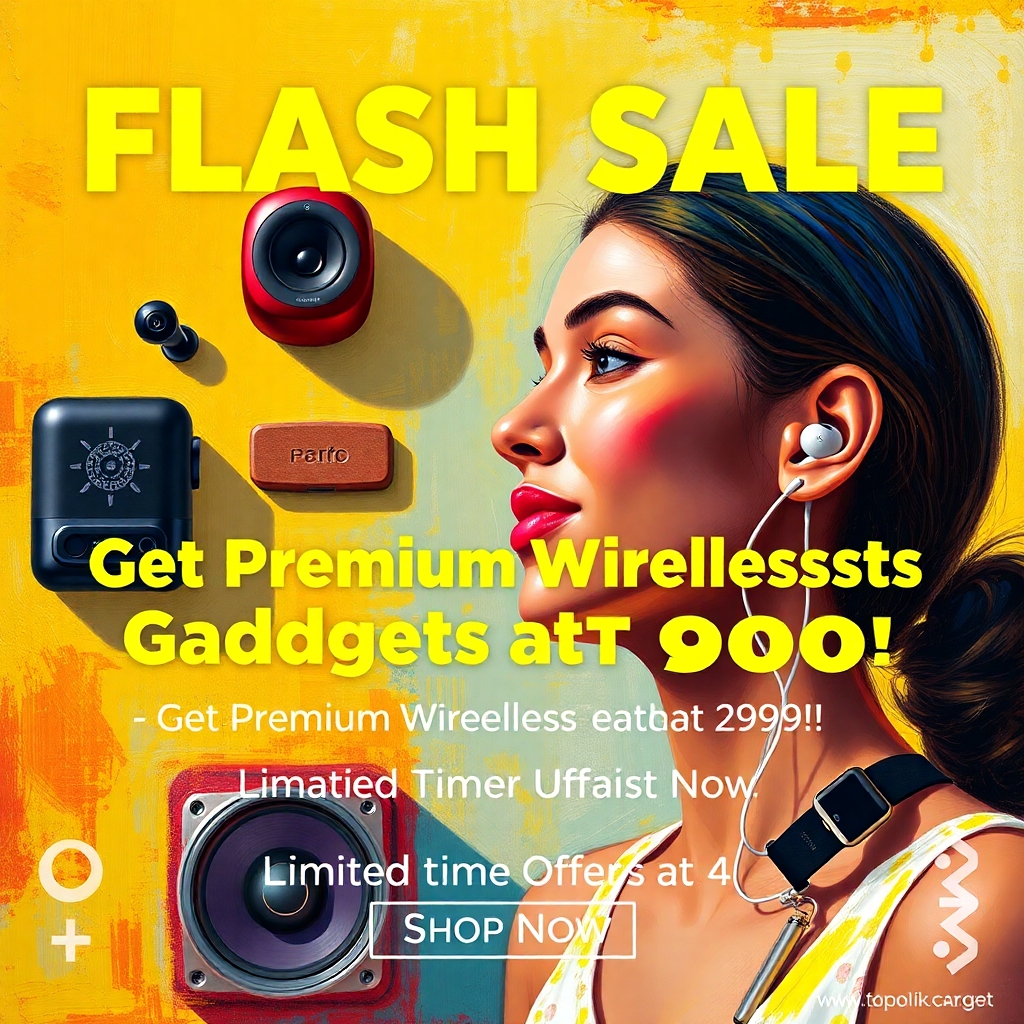 FLASH SALE
Parto
Get Premium Wirellesssts
Gaddgets atT 900!
- Get Premium Wireelless eatbat 2999!!
Limatied Timer Uffaist Now.
Limited time Offers at 4
SHOP NOW
www.topolik.carget